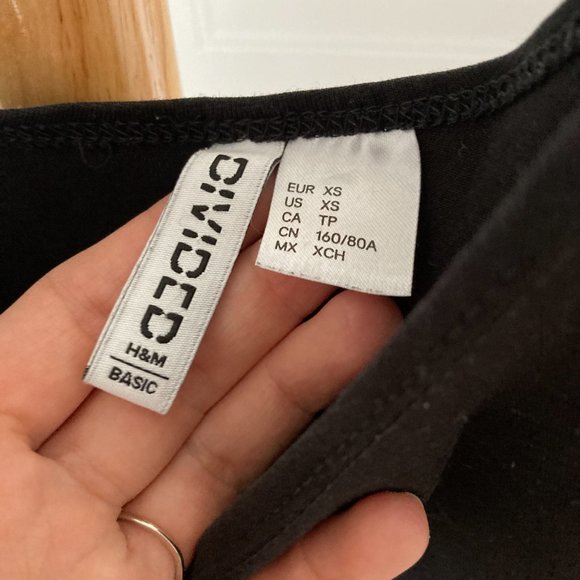 DIVIDED
H&M
BASIC
EUR XS
US XS
CA TP
CN 160/80A
MX XCH